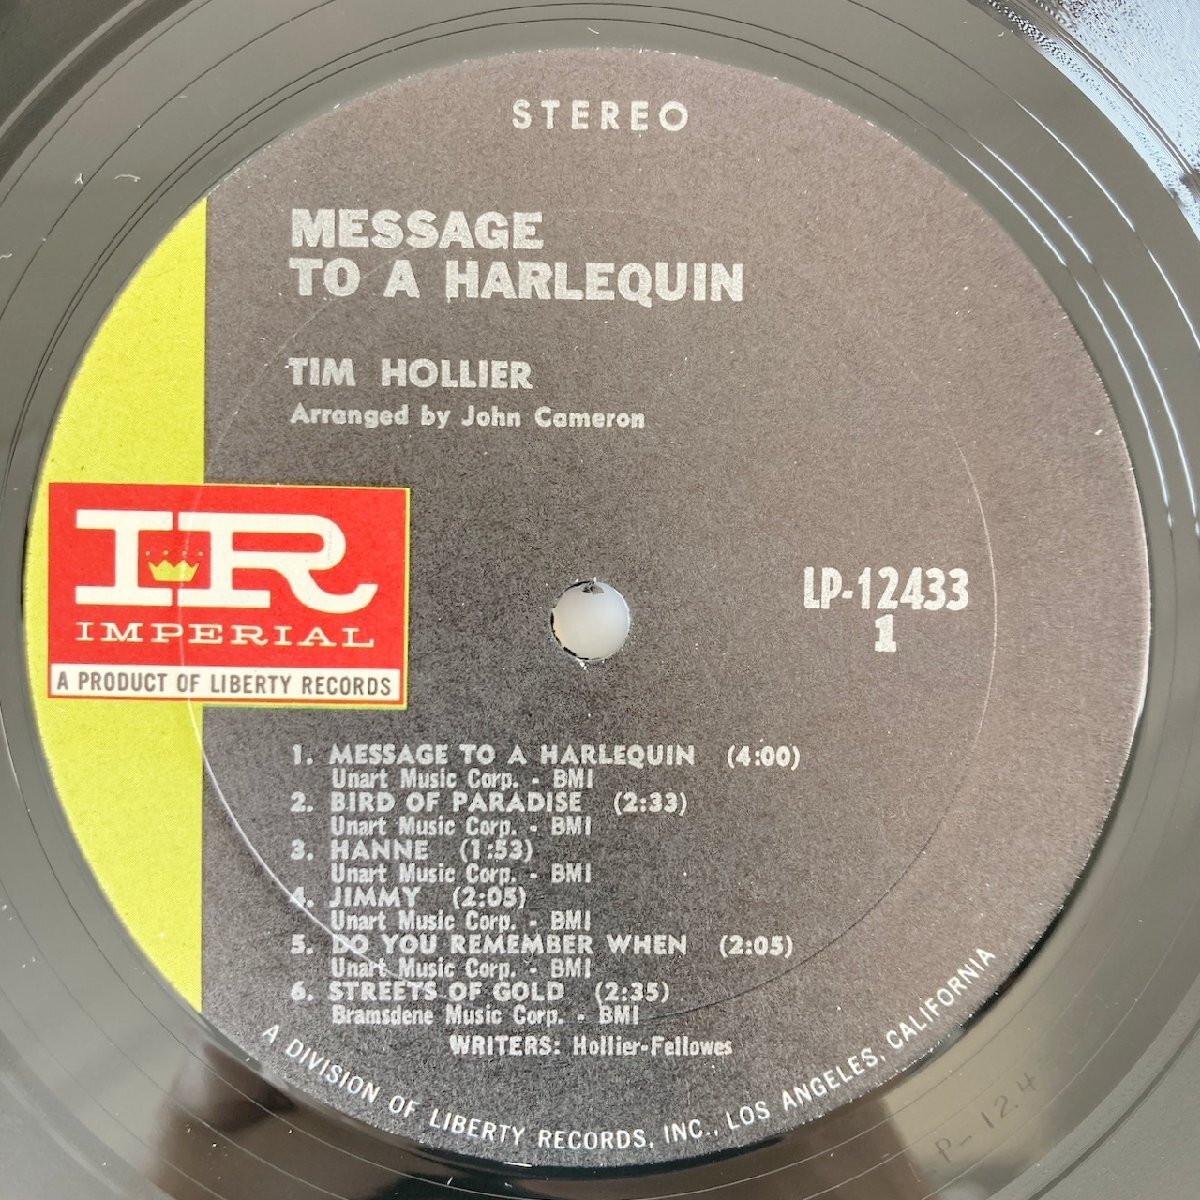 STEREO
MESSAGE
TO A HARLEQUIN
TIM HOLLIER
Arranged by John Cameron
IR
IMPERIAL
A PRODUCT OF LIBERTY RECORDS
LP-12433
1
1. MESSAGE TO A HARLEQUIN (4:00)
Unart Music Corp. - BMI
2. BIRD OF PARADISE (2:33)
Unart Music Corp. - BMI
3. HANNE (1:53)
Unart Music Corp. - BMI
4. JIMMY (2:05)
Unart Music Corp. - BMI
5. DO YOU REMEMBER WHEN (2:05)
Unart Music Corp. - BMI
6. STREETS OF GOLD (2:35)
Bramsdene Music Corp. - BMI
WRITERS: Hollier-Fellowes
A DIVISION OF LIBERTY RECORDS, INC., LOS ANGELES, CALIFORNIA